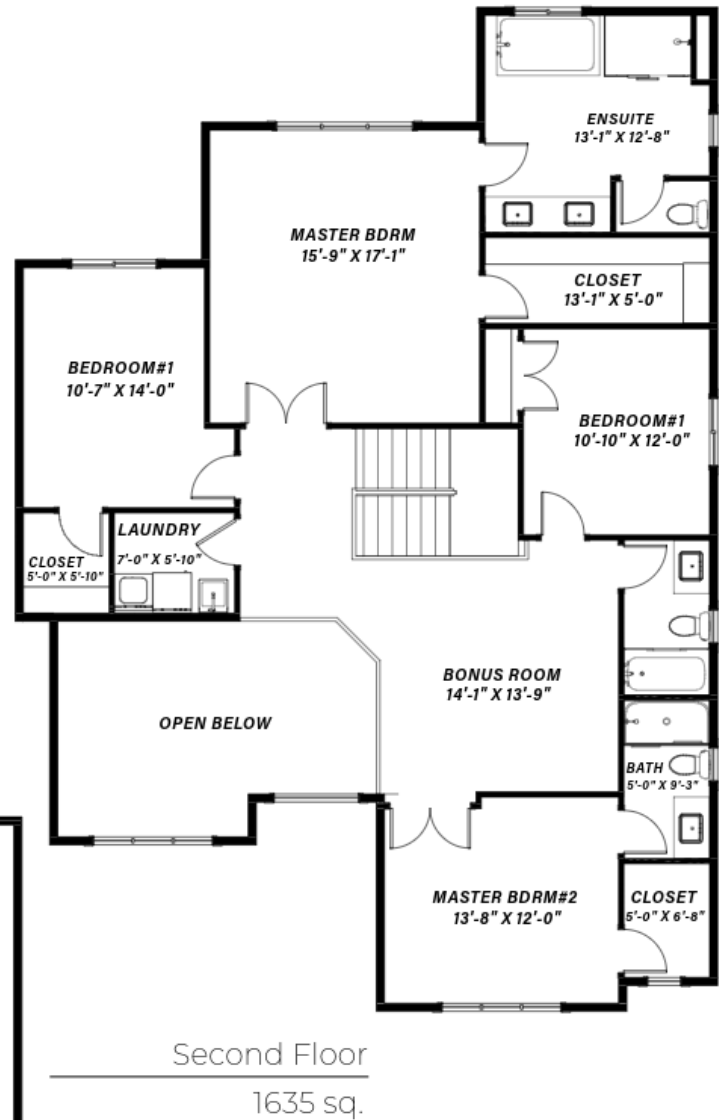 ENSUITE
13'-1" X 12'-8"
MASTER BDRM
15'-9" X 17'-1"
CLOSET
13'-1" X 5'-0"
BEDROOM#1
10'-7" X 14'-0"
BEDROOM#1
10'-10" X 12'-0"
LAUNDRY
7'-0" X 5'-10"
CLOSET
5'-0" X 5'-10"
BONUS ROOM
14'-1" X 13'-9"
OPEN BELOW
BATH
5'-0" X 9'-3"
MASTER BDRM#2
13'-8" X 12'-0"
CLOSET
5'-0" X 6'-8"
Second Floor
1635 sq.